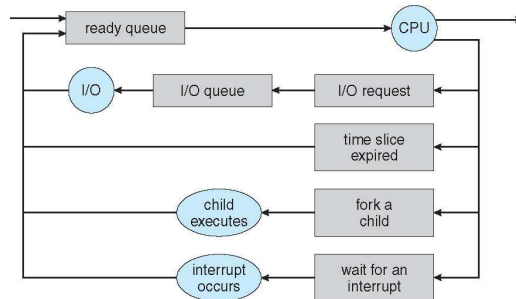 ready queue
CPU
I/O
I/O queue
I/O request
time slice
expired
child
executes
fork a
child
interrupt
occurs
wait for an
interrupt